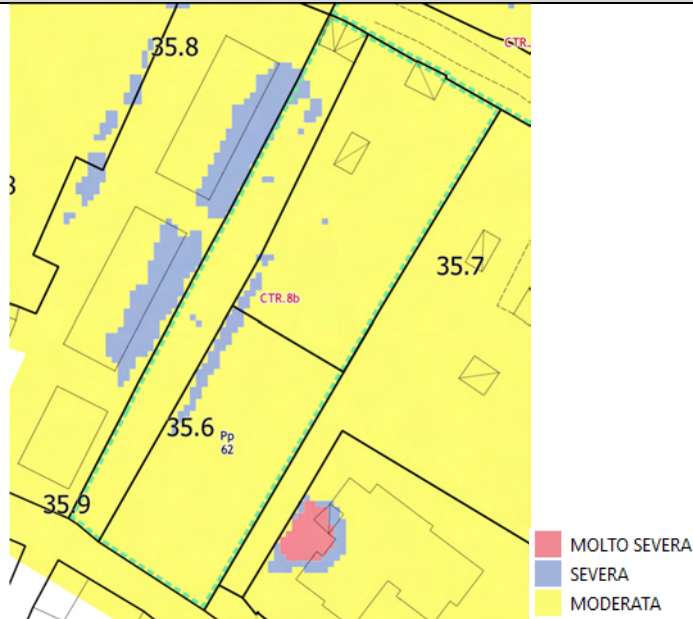 35.8
CTR.
35.7
CTR.8b
35.6
Pp
62
35.9
MOLTO SEVERA
SEVERA
MODERATA